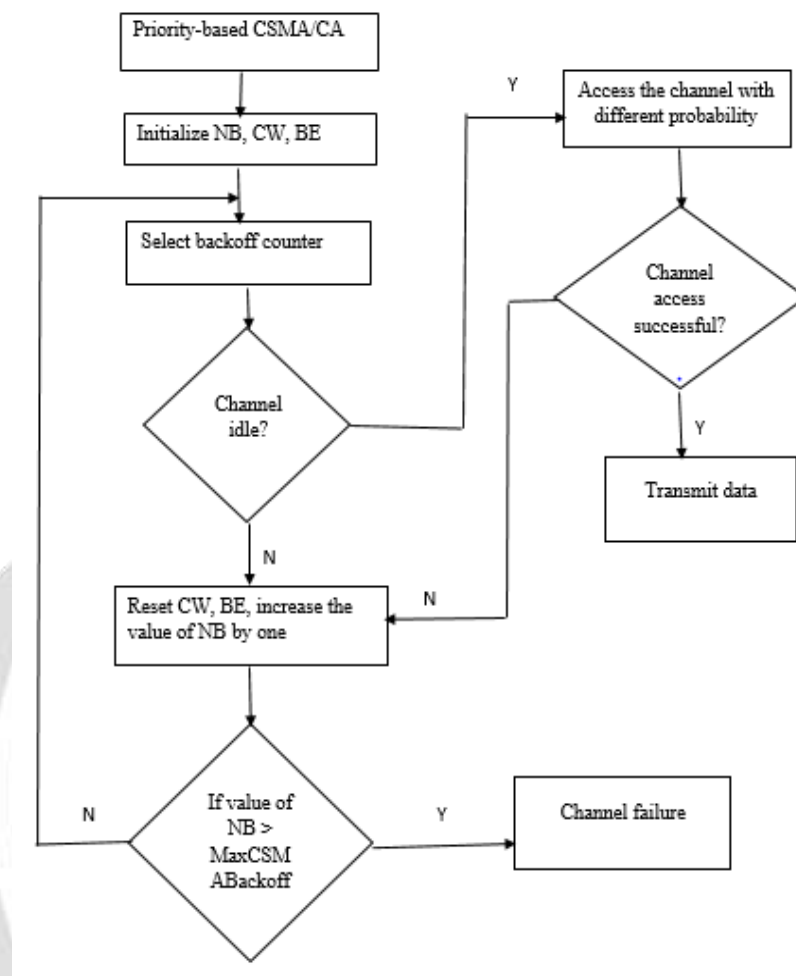 Priority-based CSMA/CA
Initialize NB, CW, BE
Select backoff counter
Channel
idle?
Y
Access the channel with
different probability
Channel
access
successful?
Y
Transmit data
N
N
Reset CW, BE, increase the
value of NB by one
If value of
NB >
MaxCSM
ABackoff
N
Y
Channel failure